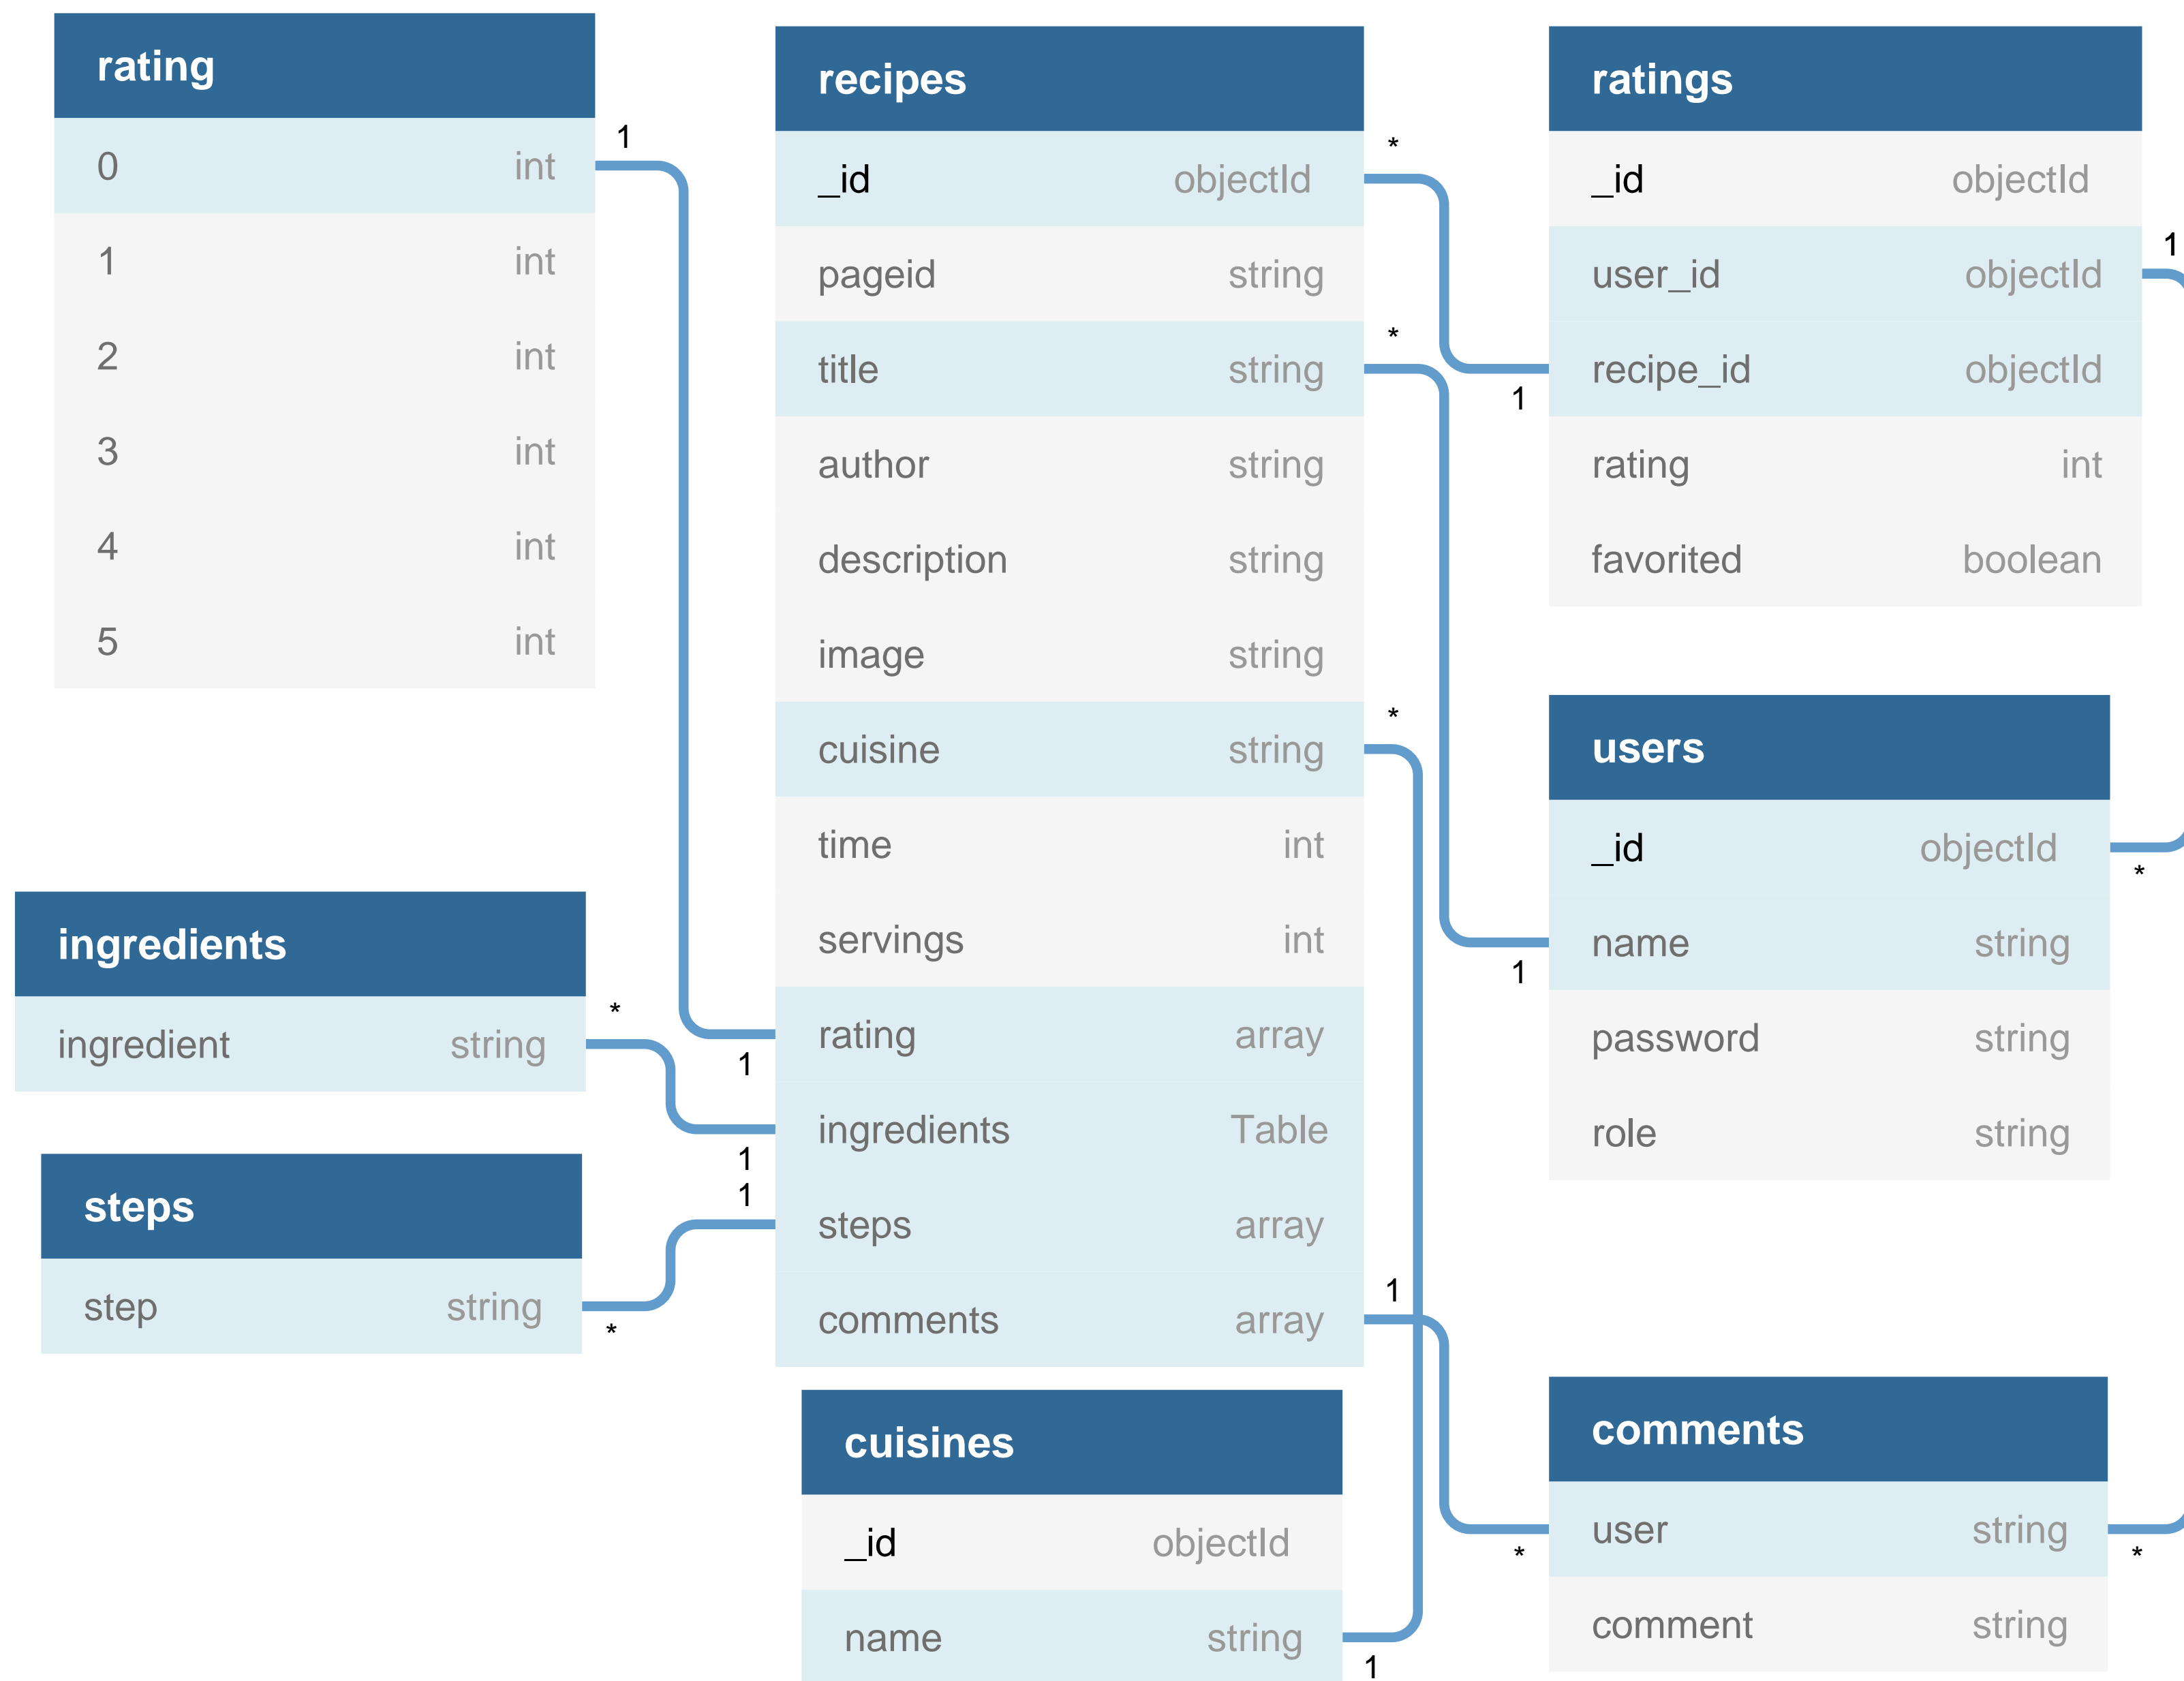 rating
0 int
1 int
2 int
3 int
4 int
5 int
1
ingredients
ingredient string
*
1
steps
step string
*
1
recipes
_id objectId
pageid string
title string
author string
description string
image string
cuisine string
time int
servings int
rating array
ingredients Table
steps array
comments array
1
*
*
*
1
cuisines
_id objectId
name string
1
ratings
_id objectId
user_id objectId
recipe_id objectId
rating int
favorited boolean
1
1
users
_id objectId
name string
password string
role string
*
1
comments
user string
comment string
*
*